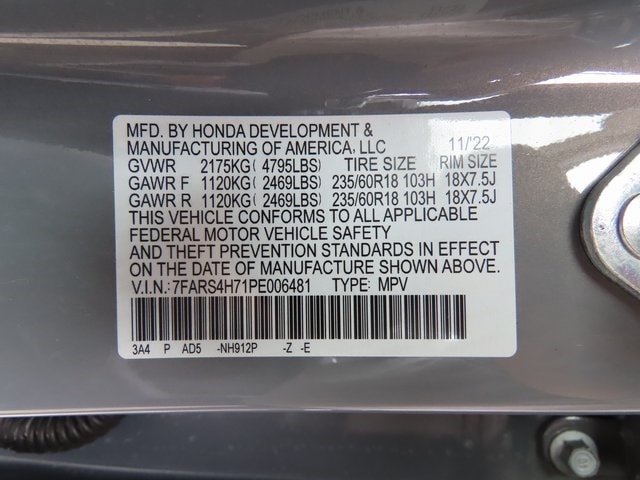 MFD. BY HONDA DEVELOPMENT &
MANUFACTURING OF AMERICA, LLC 11/'22
GVWR 2175KG( 4795LBS) TIRE SIZE RIM SIZE
GAWR F 1120KG( 2469LBS) 235/60R18 103H 18X7.5J
GAWR R 1120KG( 2469LBS) 235/60R18 103H 18X7.5J
THIS VEHICLE CONFORMS TO ALL APPLICABLE
FEDERAL MOTOR VEHICLE SAFETY
AND THEFT PREVENTION STANDARDS IN EFFECT
ON THE DATE OF MANUFACTURE SHOWN ABOVE.
V.I.N.:7FARS4H71PE006481 TYPE: MPV
3A4 P AD5 -NH912P -Z -E